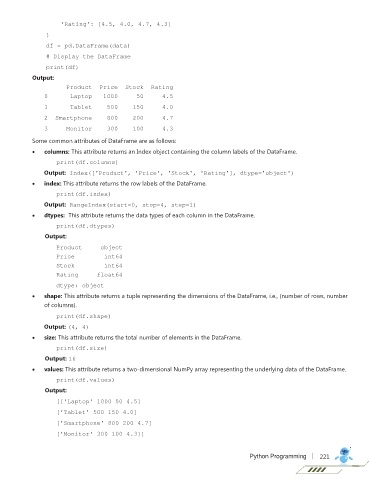 'Rating': [4.5, 4.0, 4.7, 4.3]
}
df = pd.DataFrame(data)
# Display the DataFrame
print(df)
Output:
Product Price Stock Rating
0 Laptop 1000 50 4.5
1 Tablet 500 150 4.0
2 Smartphone 800 200 4.7
3 Monitor 300 100 4.3
Some common attributes of DataFrame are as follows:
• columns: This attribute returns an Index object containing the column labels of the DataFrame.
print(df.columns)
Output: Index(['Product', 'Price', 'Stock', 'Rating'], dtype='object')
• index: This attribute returns the row labels of the DataFrame.
print(df.index)
Output: RangeIndex(start=0, stop=4, step=1)
• dtypes: This attribute returns the data types of each column in the DataFrame.
print(df.dtypes)
Output:
Product object
Price int64
Stock int64
Rating float64
dtype: object
• shape: This attribute returns a tuple representing the dimensions of the DataFrame, i.e., (number of rows, number
of columns).
print(df.shape)
Output: (4, 4)
• size: This attribute returns the total number of elements in the DataFrame.
print(df.size)
Output: 16
• values: This attribute returns a two-dimensional NumPy array representing the underlying data of the DataFrame.
print(df.values)
Output:
[['Laptop' 1000 50 4.5]
['Tablet' 500 150 4.0]
['Smartphone' 800 200 4.7]
['Monitor' 300 100 4.3]]
Python Programming | 221